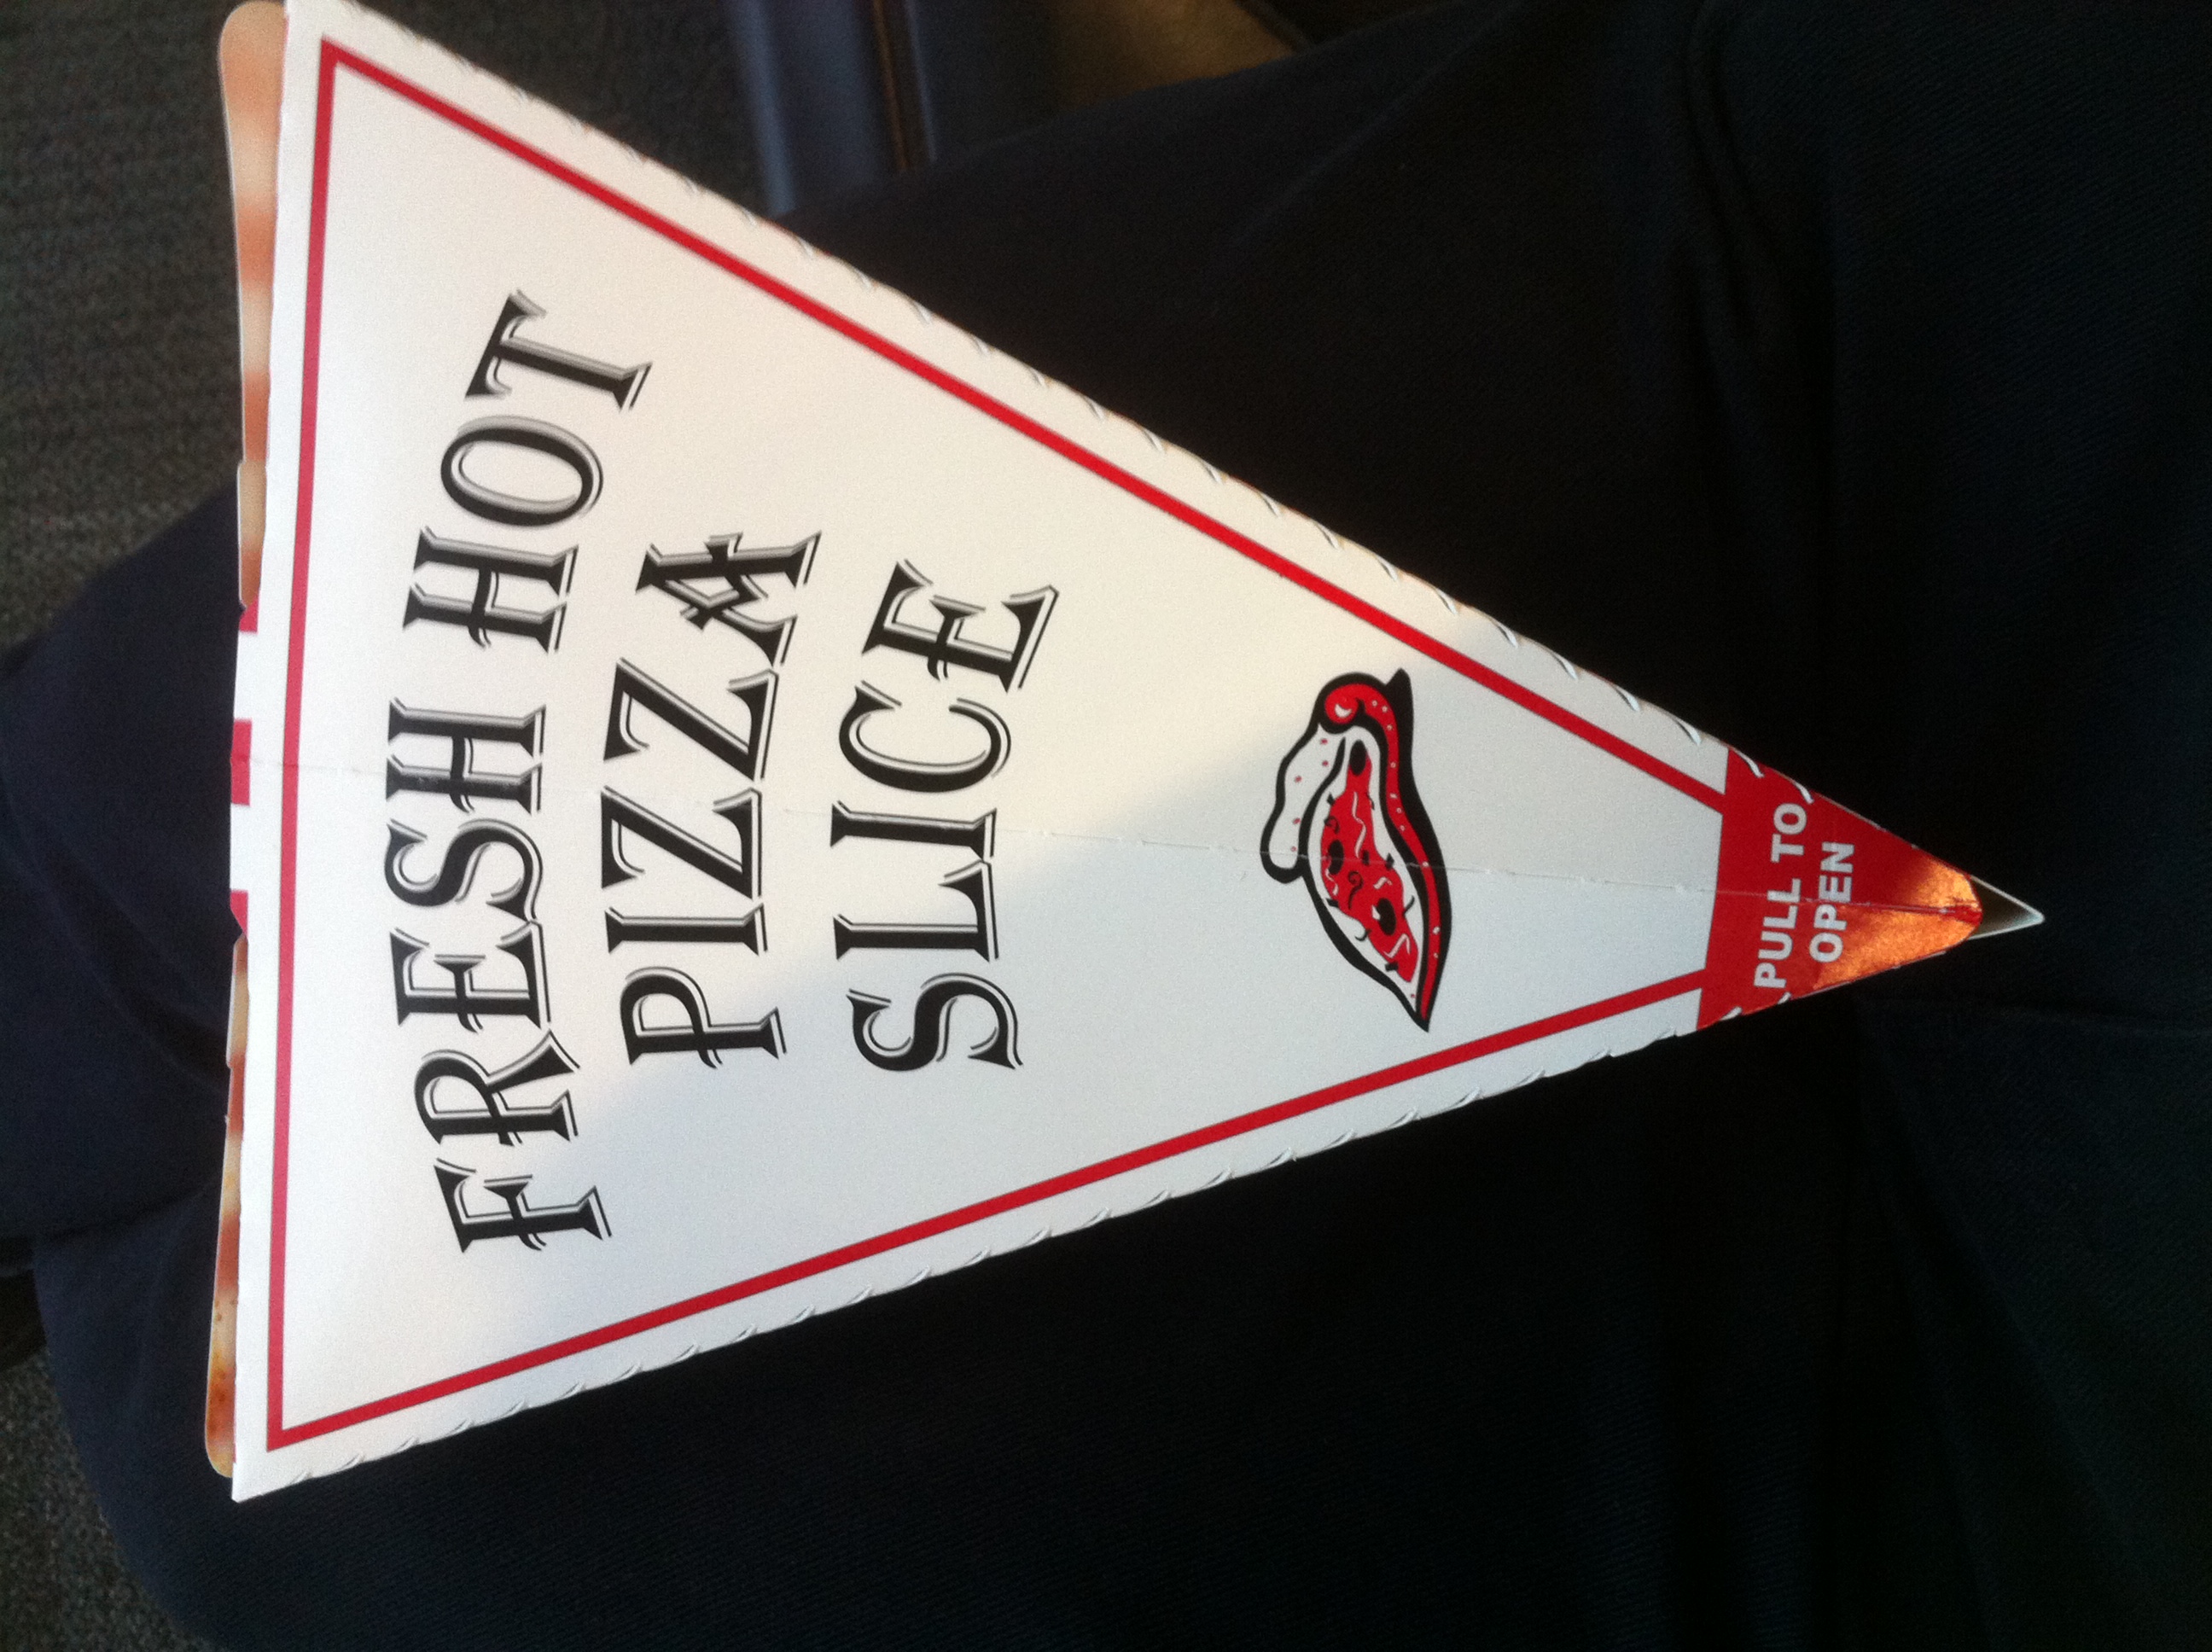 FRESH HOT
PIZZA
SLICE
PULL TO
OPEN